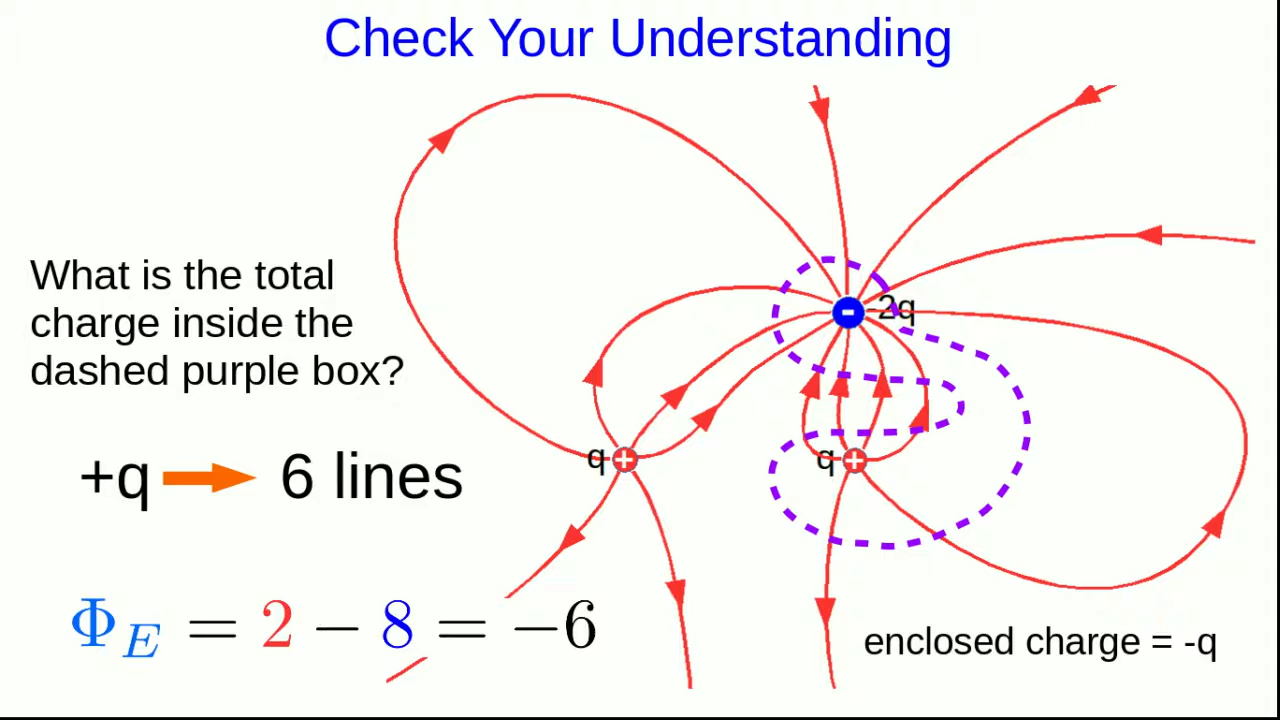 Check Your Understanding
What is the total
charge inside the
dashed purple box?
-2q
q
q
+q 6 lines
Φ_E = 2 − 8 = −6
enclosed charge = -q